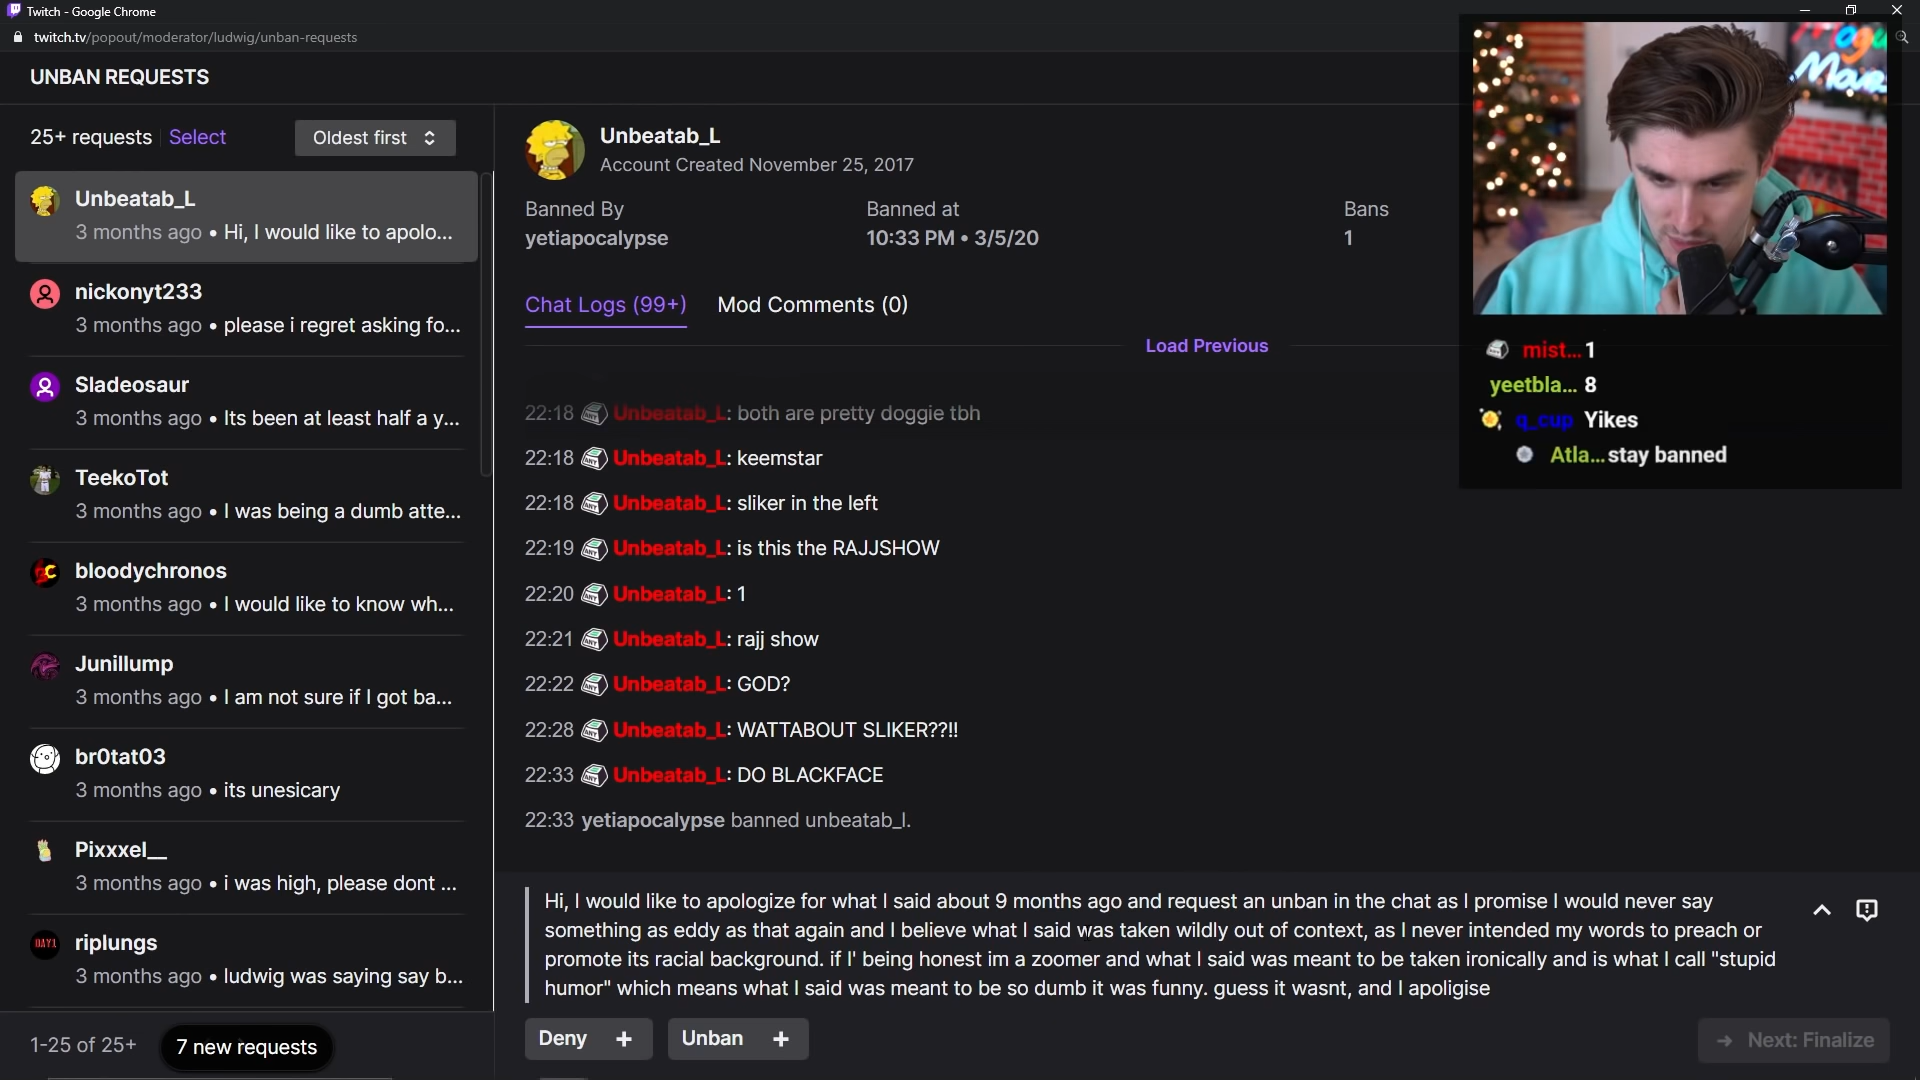 Twitch - Google Chrome
twitch.tv/popout/moderator/ludwig/unban-requests
UNBAN REQUESTS
25+ requests Select Oldest first
Unbeatab_L
3 months ago • Hi, I would like to apolo...
nickonyt233
3 months ago • please i regret asking fo...
Sladeosaur
3 months ago • Its been at least half a y...
TeekoTot
3 months ago • I was being a dumb atte...
bloodychronos
3 months ago • I would like to know wh...
Junillump
3 months ago • I am not sure if I got ba...
br0tat03
3 months ago • its unesicary
Pixxxel__
3 months ago • i was high, please dont ...
DAY1
riplungs
3 months ago • ludwig was saying say b...
1-25 of 25+ 7 new requests
Unbeatab_L
Account Created November 25, 2017
Banned By Banned at Bans
yetiapocalypse 10:33 PM • 3/5/20 1
Chat Logs (99+) Mod Comments (0)
Load Previous
22:18 ANY Unbeatab_L: both are pretty doggie tbh
22:18 ANY Unbeatab_L: keemstar
22:18 ANY Unbeatab_L: sliker in the left
22:19 ANY Unbeatab_L: is this the RAJJSHOW
22:20 ANY Unbeatab_L: 1
22:21 ANY Unbeatab_L: rajj show
22:22 ANY Unbeatab_L: GOD?
22:28 ANY Unbeatab_L: WATTABOUT SLIKER??!!
22:33 ANY Unbeatab_L: DO BLACKFACE
22:33 yetiapocalypse banned unbeatab_l.
Hi, I would like to apologize for what I said about 9 months ago and request an unban in the chat as I promise I would never say
something as eddy as that again and I believe what I said was taken wildly out of context, as I never intended my words to preach or
promote its racial background. if I' being honest im a zoomer and what I said was meant to be taken ironically and is what I call "stupid
humor" which means what I said was meant to be so dumb it was funny. guess it wasnt, and I apoligise
Deny + Unban +
→ Next: Finalize
mist... 1
yeetbla... 8
q_cup Yikes
Atla... stay banned